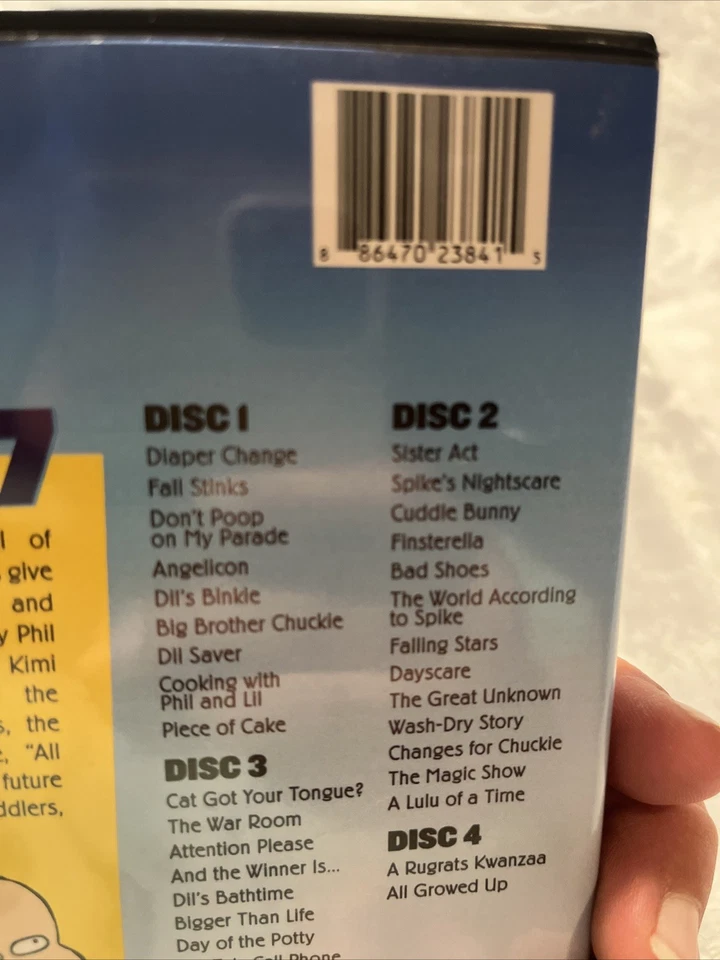 8 86470 23841 5
7
l of
give
and
y Phil
Kimi
the
s, the
"All
future
ddlers,
DISC 1
Diaper Change
Fall Stinks
Don't Poop
on My Parade
Angelicon
Dil's Binkie
Big Brother Chuckie
Dil Saver
Cooking with
Phil and Lil
Piece of Cake
DISC 3
Cat Got Your Tongue?
The War Room
Attention Please
And the Winner Is...
Dil's Bathtime
Bigger Than Life
Day of the Potty
Phone
DISC 2
Sister Act
Spike's Nightscare
Cuddle Bunny
Finsterella
Bad Shoes
The World According
to Spike
Falling Stars
Dayscare
The Great Unknown
Wash-Dry Story
Changes for Chuckie
The Magic Show
A Lulu of a Time
DISC 4
A Rugrats Kwanzaa
All Growed Up